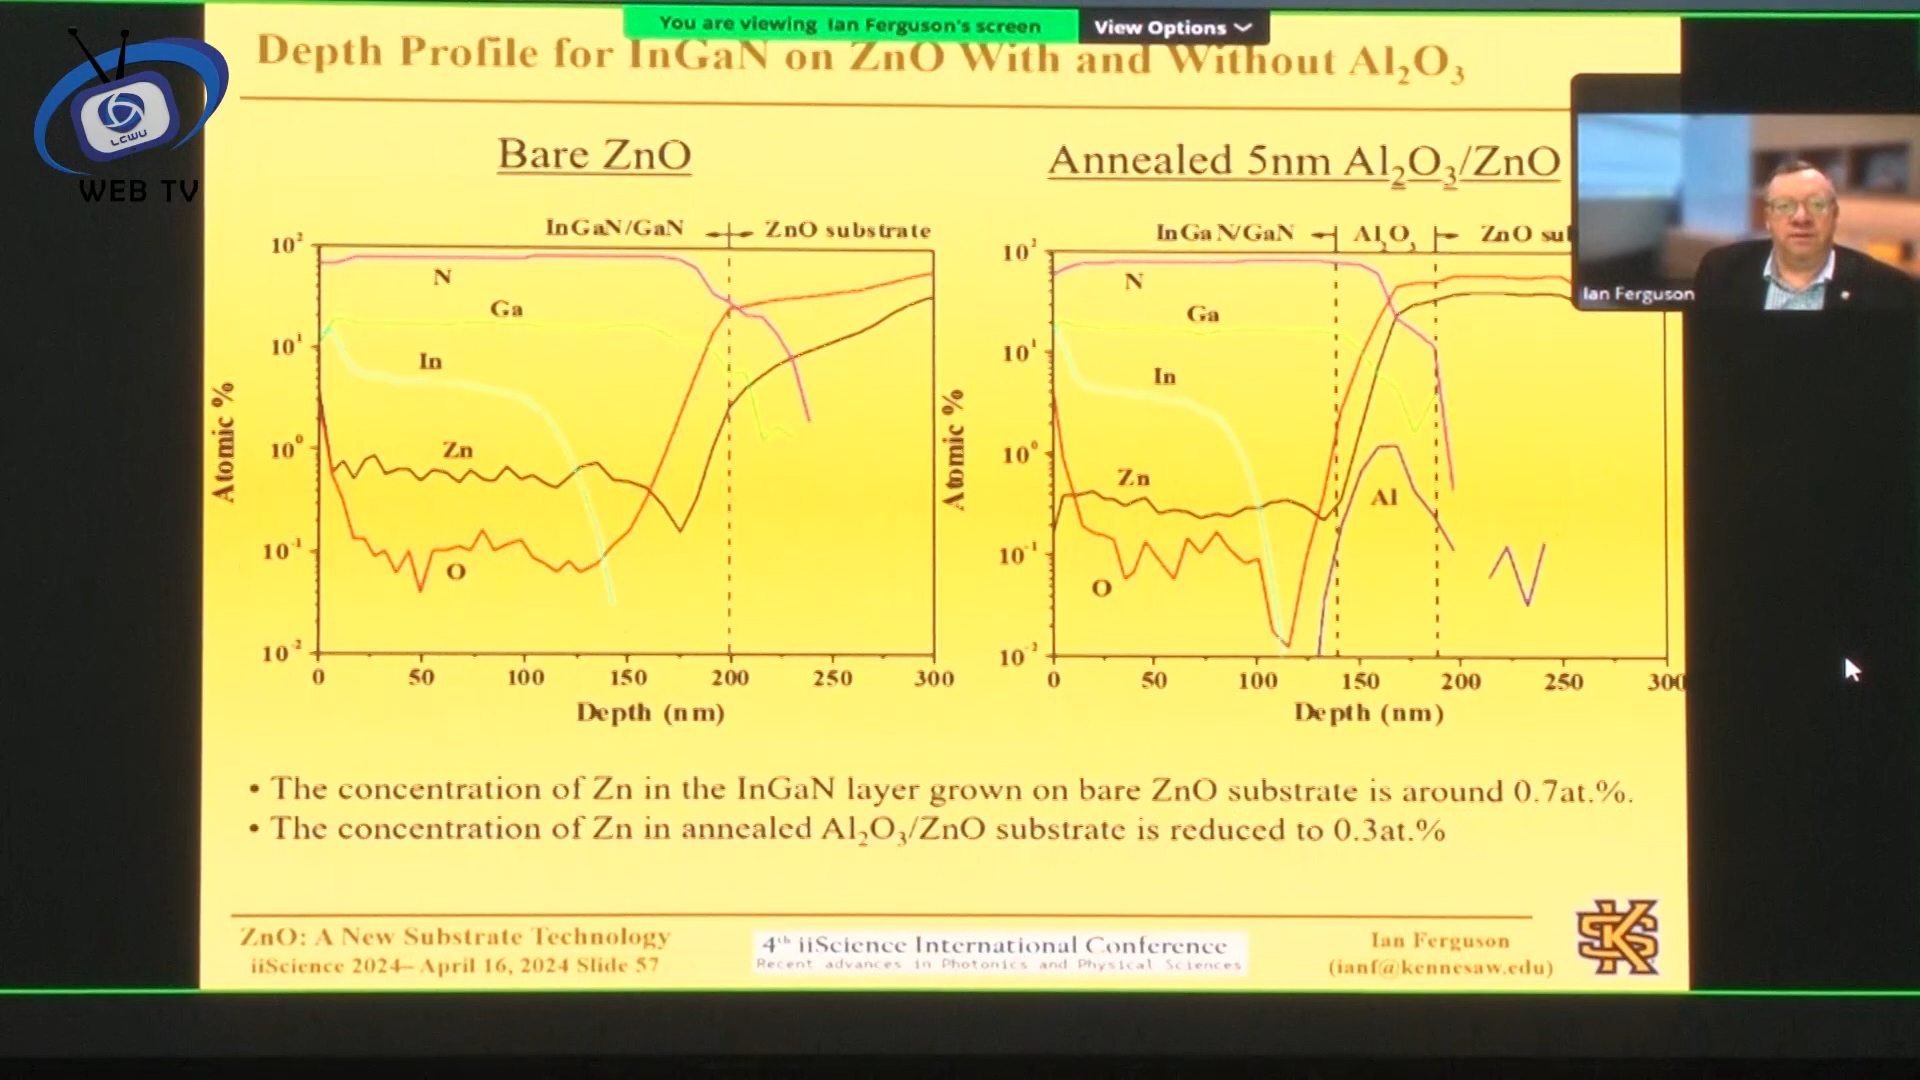 You are viewing Ian Ferguson's screen
View Options
LCWU
WEB TV
Depth Profile for InGaN on ZnO With and Without Al₂O₃
Bare ZnO
Annealed 5nm Al₂O₃/ZnO
Ian Ferguson
InGaN/GaN
ZnO substrate
N
Ga
In
Zn
O
10²
10¹
10⁰
10⁻¹
10⁻²
Atomic %
0 50 100 150 200 250 300
Depth (nm)
InGaN/GaN
Al₂O₃
ZnO su
N
Ga
In
Zn
Al
O
10²
10¹
10⁰
10⁻¹
10⁻²
Atomic %
0 50 100 150 200 250 300
Depth (nm)
• The concentration of Zn in the InGaN layer grown on bare ZnO substrate is around 0.7at.%.
• The concentration of Zn in annealed Al₂O₃/ZnO substrate is reduced to 0.3at.%
ZnO: A New Substrate Technology
iiScience 2024– April 16, 2024 Slide 57
4ᵗʰ iiScience International Conference
Recent advances in Photonics and Physical Sciences
Ian Ferguson
(ianf@kennesaw.edu)
KS